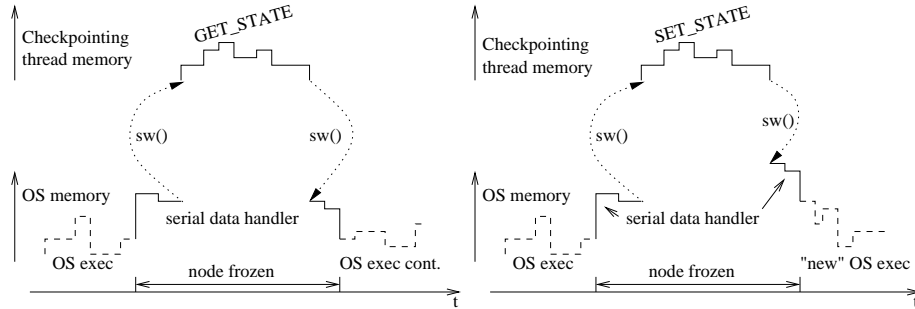 GET_STATE
Checkpointing
thread memory
sw()
sw()
OS memory
serial data handler
OS exec
OS exec cont.
node frozen
t
SET_STATE
Checkpointing
thread memory
sw()
sw()
OS memory
serial data handler
OS exec
"new" OS exec
node frozen
t